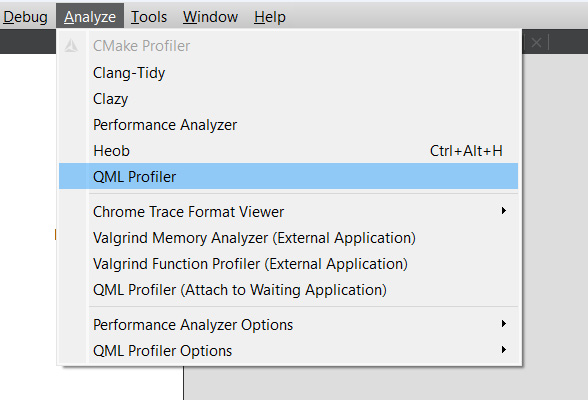 Debug Analyze Tools Window Help
CMake Profiler
Clang-Tidy
Clazy
Performance Analyzer
Heob Ctrl+Alt+H
QML Profiler
Chrome Trace Format Viewer
Valgrind Memory Analyzer (External Application)
Valgrind Function Profiler (External Application)
QML Profiler (Attach to Waiting Application)
Performance Analyzer Options
QML Profiler Options